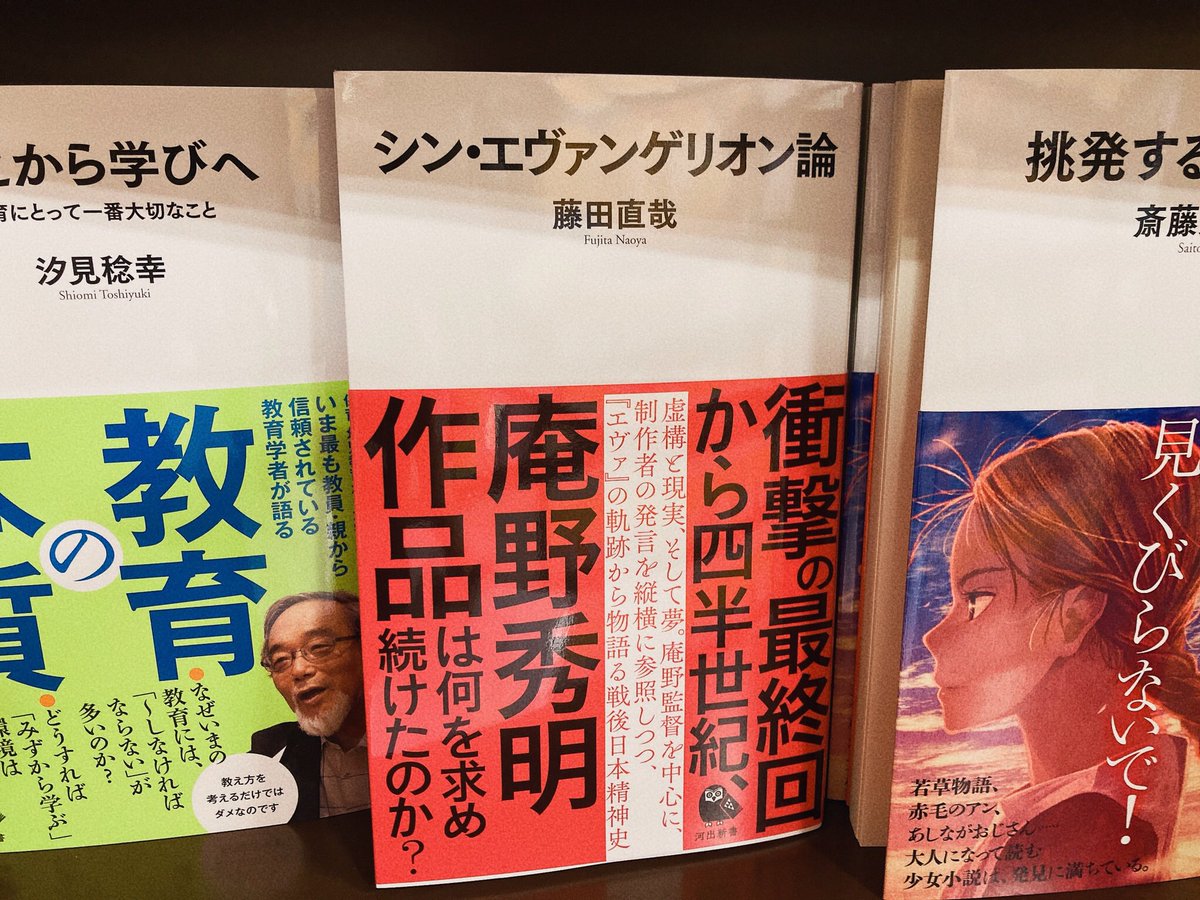 から学びへ
育にとって一番大切なこと
汐見稔幸
Shiomi Toshiyuki
いま最も教員・親から
信頼されている
教育学者が語る
教育
の
本質
なぜいまの
教育には、
「〜しなければ
ならない」が
多いのか?
どうすれば
「みずから学ぶ」
環境は
教え方を
考えるだけでは
ダメなのです
シン・エヴァンゲリオン論
藤田直哉
Fujita Naoya
衝撃の最終回
から四半世紀、
虚構と現実、そして夢。庵野監督を中心に、
制作者の発言を縦横に参照しつつ、
『エヴァ』の軌跡から物語る戦後日本精神史
庵野秀明
作品は何を求め
続けたのか?
河出新書
挑発する
斎藤
Saito
見くびらないで!
若草物語、
赤毛のアン、
あしながおじさん……
大人になって読む
少女小説は、発見に満ちている。